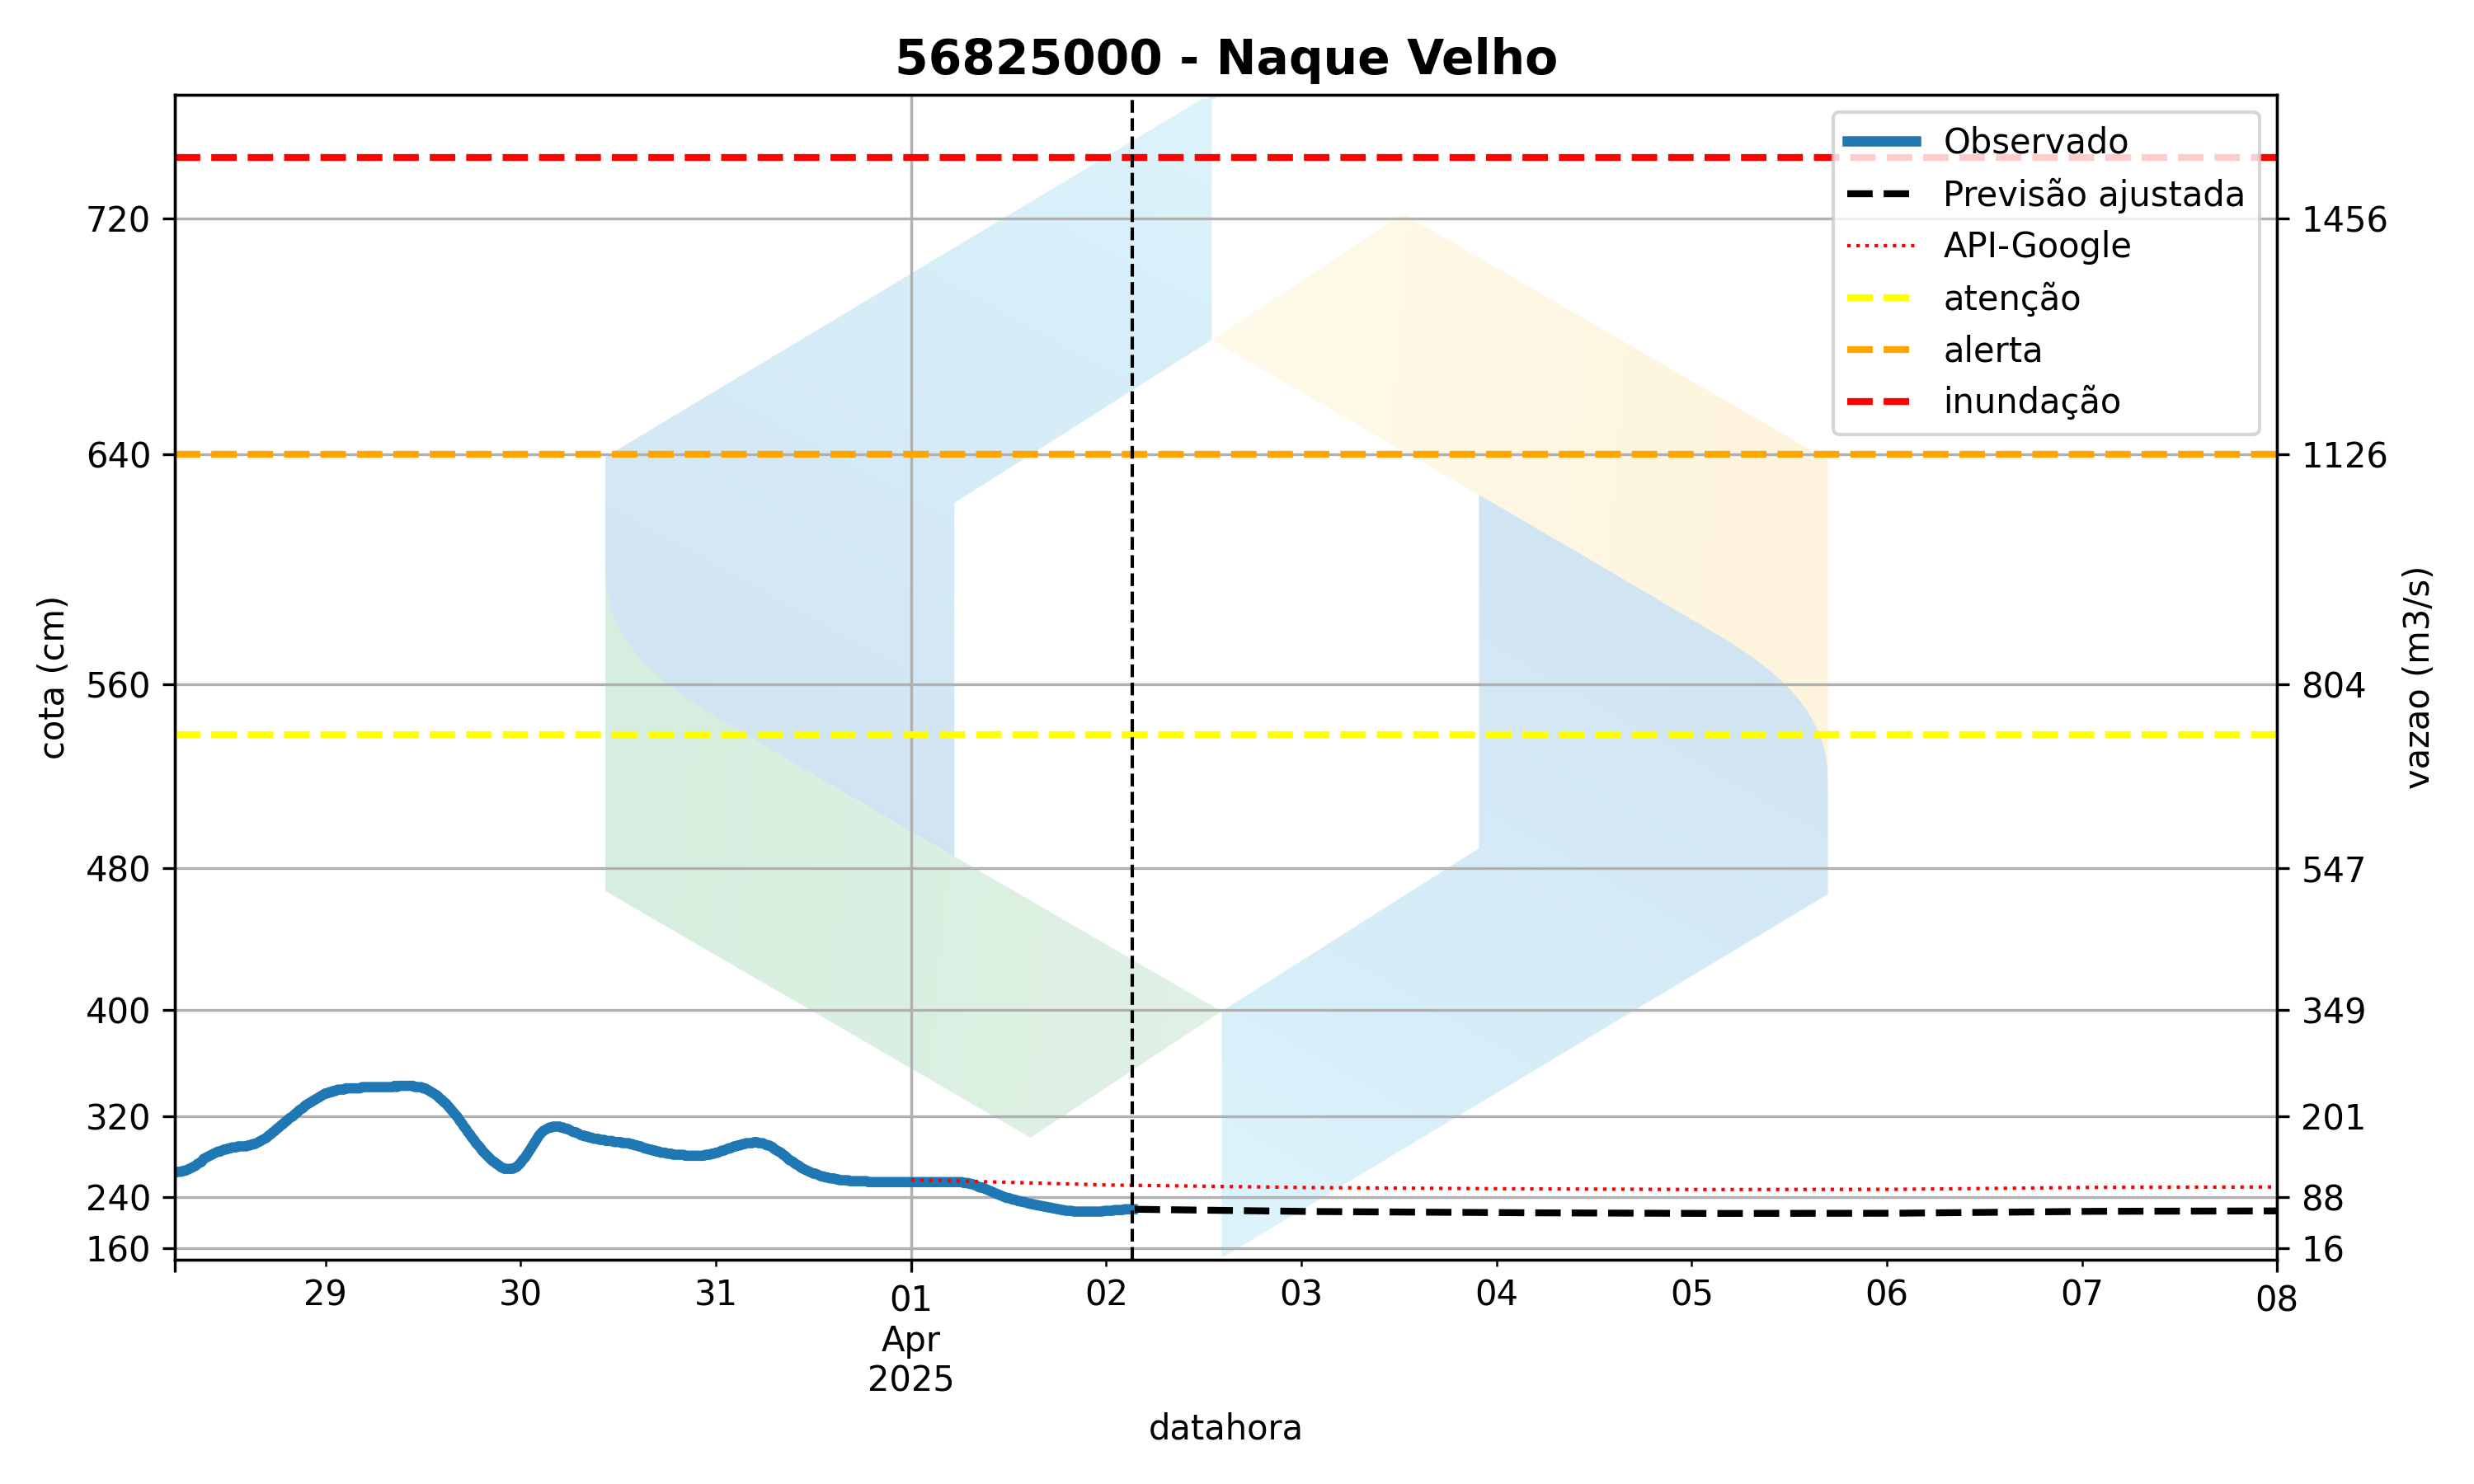 56825000 - Naque Velho
Observado
Previsão ajustada
API-Google
atenção
alerta
inundação
cota (cm)
720
640
560
480
400
320
240
160
1456
1126
804
547
349
201
88
16
vazao (m3/s)
29
30
31
01
02
03
04
05
06
07
08
Apr
2025
datahora